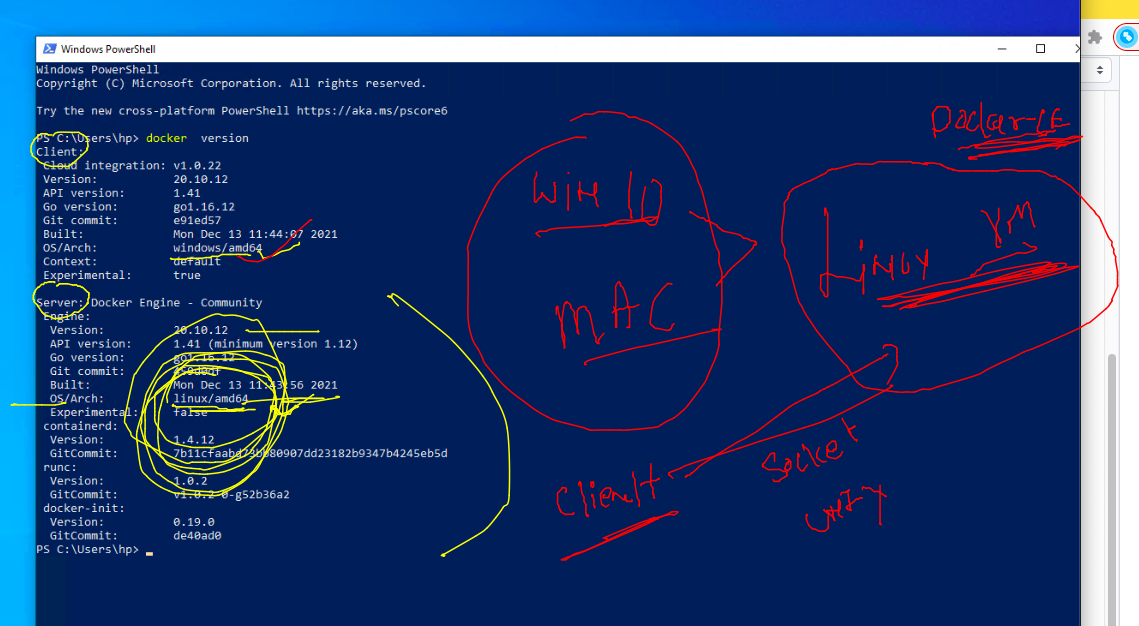 Windows PowerShell
Windows PowerShell
Copyright (C) Microsoft Corporation. All rights reserved.
Try the new cross-platform PowerShell https://aka.ms/pscore6
PS C:\Users\hp> docker version
Client:
Cloud integration: v1.0.22
Version: 20.10.12
API version: 1.41
Go version: go1.16.12
Git commit: e91ed57
Built: Mon Dec 13 11:44:07 2021
OS/Arch: windows/amd64
Context: default
Experimental: true
Server: Docker Engine - Community
Engine:
Version: 20.10.12
API version: 1.41 (minimum version 1.12)
Go version: go1.16.12
Git commit: 459d0df
Built: Mon Dec 13 11:43:56 2021
OS/Arch: linux/amd64
Experimental: false
containerd:
Version: 1.4.12
GitCommit: 7b11cfaabd73bb80907dd23182b9347b4245eb5d
runc:
Version: 1.0.2
GitCommit: v1.0.2-0-g52b36a2
docker-init:
Version: 0.19.0
GitCommit: de40ad0
PS C:\Users\hp>
Docker-CE
Win 10
MAC
Linux VM
Client
Socket